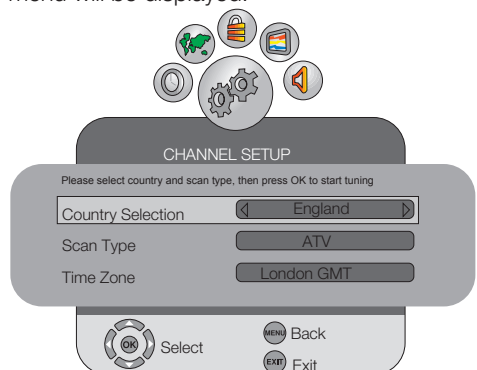 menu will be displayed.
CHANNEL SETUP
Please select country and scan type, then press OK to start tuning
Country Selection England
Scan Type ATV
Time Zone London GMT
OK Select MENU Back
EXIT Exit